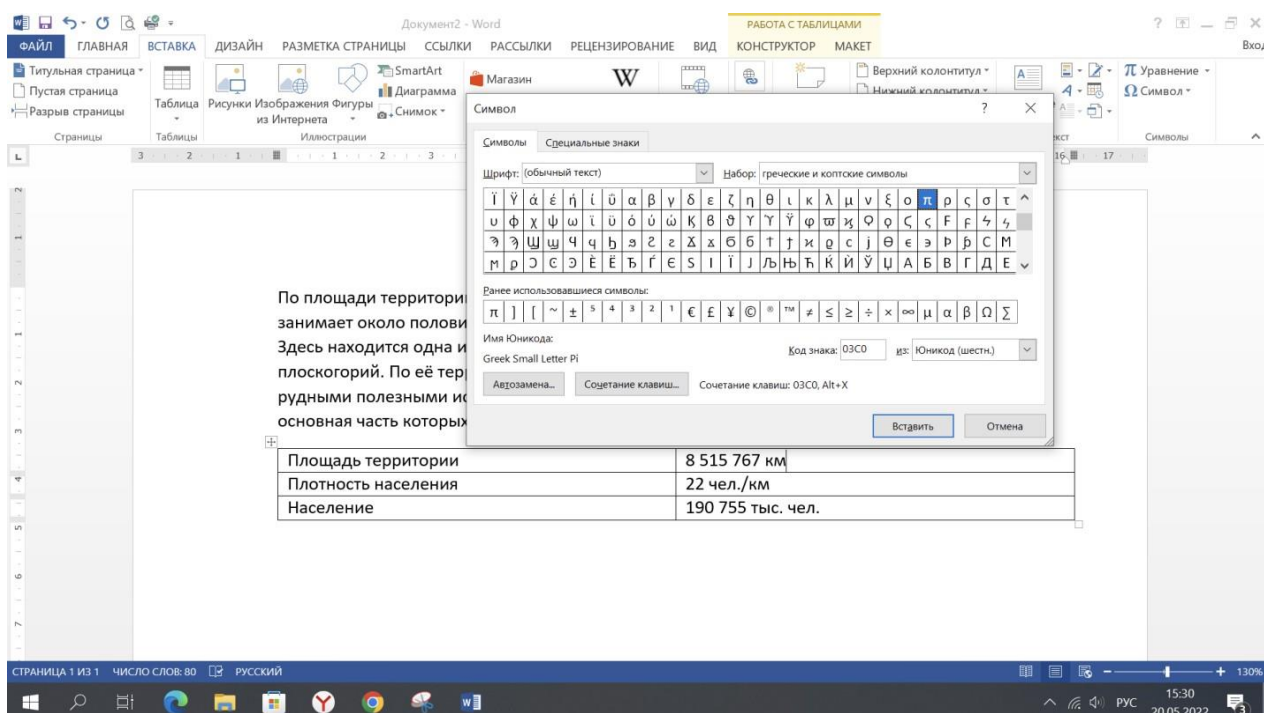 Документ2 - Word
РАБОТА С ТАБЛИЦАМИ
ФАЙЛ ГЛАВНАЯ ВСТАВКА ДИЗАЙН РАЗМЕТКА СТРАНИЦЫ ССЫЛКИ РАССЫЛКИ РЕЦЕНЗИРОВАНИЕ ВИД КОНСТРУКТОР МАКЕТ
Титульная страница
Пустая страница
Разрыв страницы
Страницы
Таблица
Таблицы
Рисунки Изображения из Интернета Фигуры
SmartArt
Диаграмма
Снимок
Иллюстрации
Магазин
W
Верхний колонтитул
Нижний колонтитул
π Уравнение
Ω Символ
Символы
Символ
? ×
Символы Специальные знаки
Шрифт: (обычный текст) Набор: греческие и коптские символы
Ϊ Ϋ ά έ ή ί ΰ α β γ δ ε ζ η θ ι κ λ μ ν ξ ο π ρ ς σ τ
Ранее использовавшиеся символы:
π ] [ ~ ± ⁵ ⁴ ³ ² ¹ € £ ¥ © ® ™ ≠ ≤ ≥ ÷ × ∞ µ α β Ω ∑
Имя Юникода:
Greek Small Letter Pi
Код знака: 03C0 из: Юникод (шестн.)
Автозамена... Сочетание клавиш... Сочетание клавиш: 03C0, Alt+X
Вставить Отмена
По площади территори
занимает около полови
Здесь находится одна и
плоскогорий. По её тер
рудными полезными ис
основная часть которых
Площадь территории 8 515 767 км
Плотность населения 22 чел./км
Население 190 755 тыс. чел.
СТРАНИЦА 1 ИЗ 1 ЧИСЛО СЛОВ: 80 РУССКИЙ 130%
РУС
15:30
20.05.2022